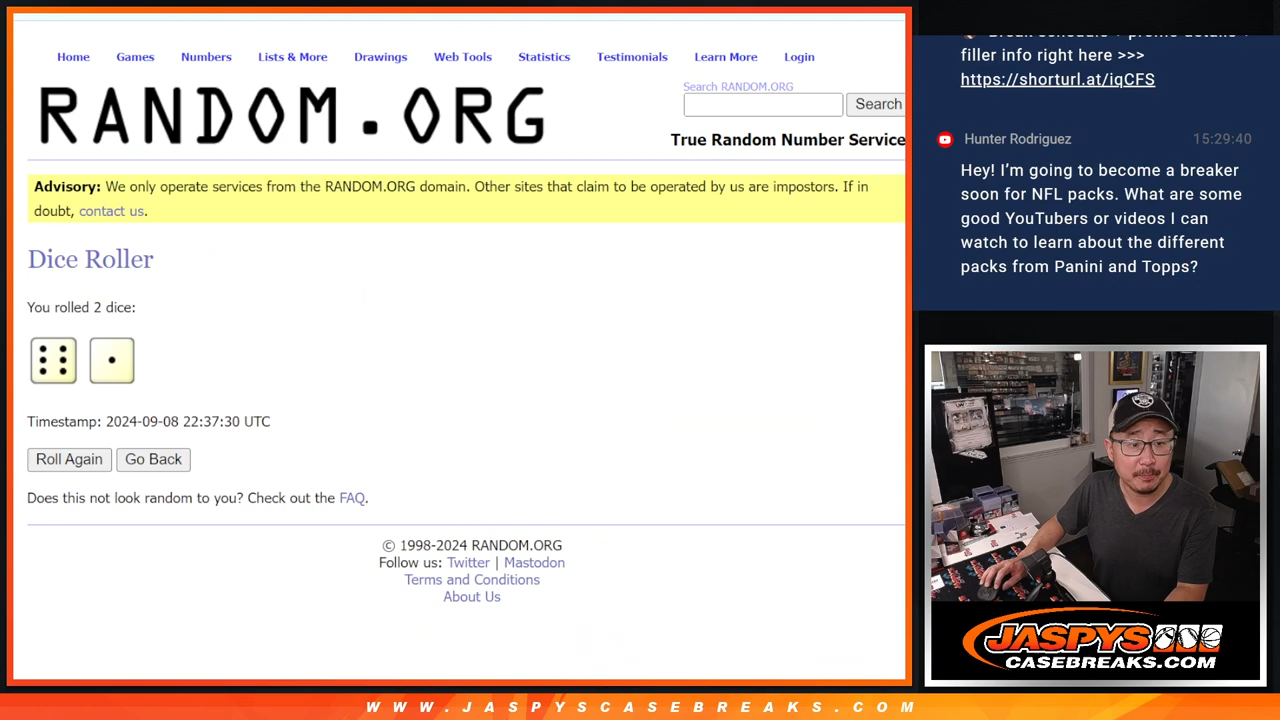 Home Games Numbers Lists & More Drawings Web Tools Statistics Testimonials Learn More Login
RANDOM.ORG
Search RANDOM.ORG
Search
True Random Number Service
Advisory: We only operate services from the RANDOM.ORG domain. Other sites that claim to be operated by us are impostors. If in
doubt, contact us.
Dice Roller
You rolled 2 dice:
Timestamp: 2024-09-08 22:37:30 UTC
Roll Again Go Back
Does this not look random to you? Check out the FAQ.
© 1998-2024 RANDOM.ORG
Follow us: Twitter | Mastodon
Terms and Conditions
About Us
Break schedule + promo details +
filler info right here >>>
https://shorturl.at/iqCFS
Hunter Rodriguez 15:29:40
Hey! I’m going to become a breaker
soon for NFL packs. What are some
good YouTubers or videos I can
watch to learn about the different
packs from Panini and Topps?
JASPYS
CASEBREAKS.COM
WWW.JASPYSCASEBREAKS.COM